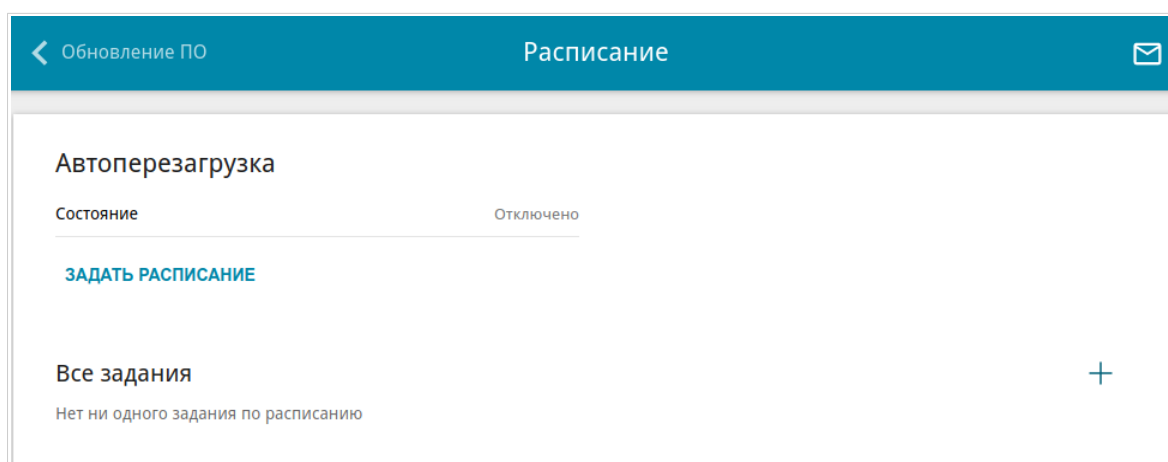 Обновление ПО
Расписание
Автоперезагрузка
Состояние Отключено
ЗАДАТЬ РАСПИСАНИЕ
Все задания
Нет ни одного задания по расписанию